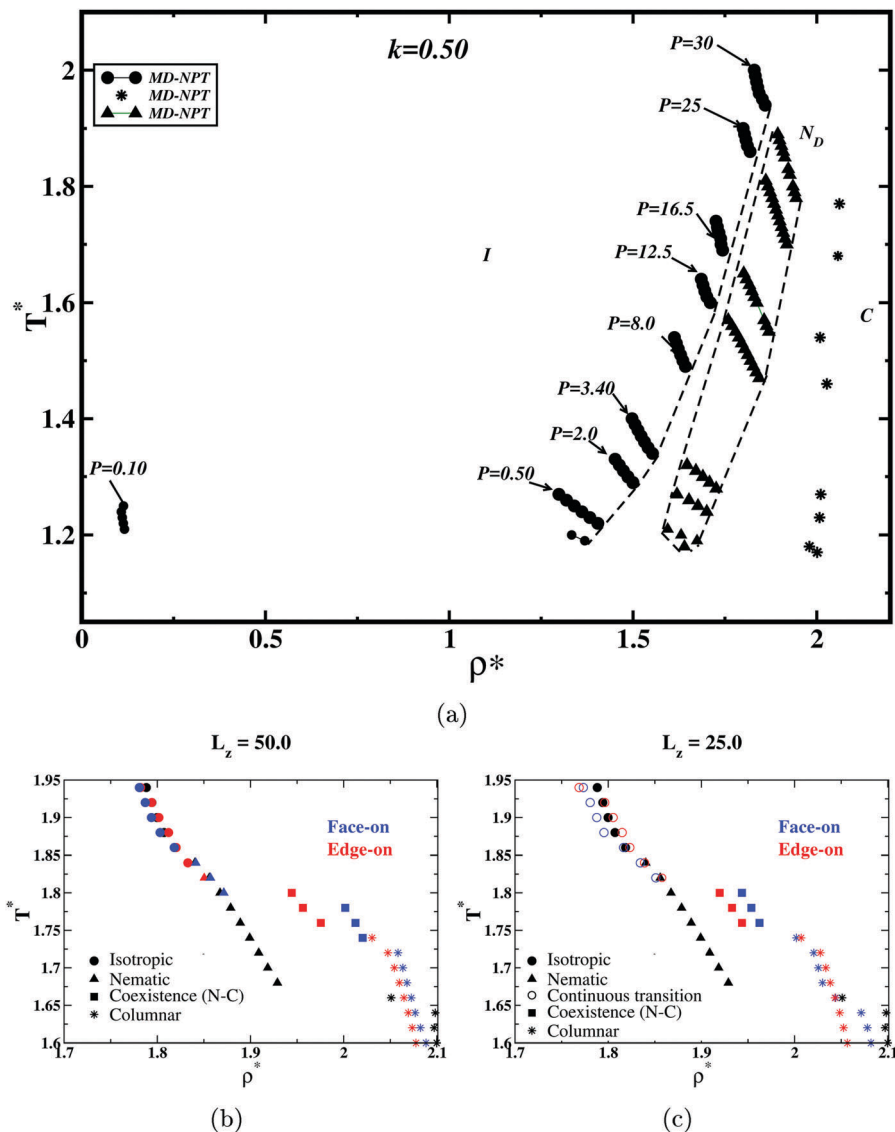 k=0.50
P=30
2
MD-NPT
MD-NPT
MD-NPT
P=25
N_D
1.8
P=16.5
I
P=12.5
T*
1.6
P=8.0
C
P=3.40
1.4
P=2.0
P=0.10
P=0.50
1.2
0 0.5 1 1.5 2
ρ*
(a)
L_z = 50.0
1.95
1.9
1.85
1.8
1.75
1.7
1.65
1.6
T*
Face-on
Edge-on
Isotropic
Nematic
Coexistence (N-C)
Columnar
1.7 1.8 1.9 2 2.1
ρ*
(b)
L_z = 25.0
1.95
1.9
1.85
1.8
1.75
1.7
1.65
1.6
T*
Face-on
Edge-on
Isotropic
Nematic
Continuous transition
Coexistence (N-C)
Columnar
1.7 1.8 1.9 2 2.1
ρ*
(c)